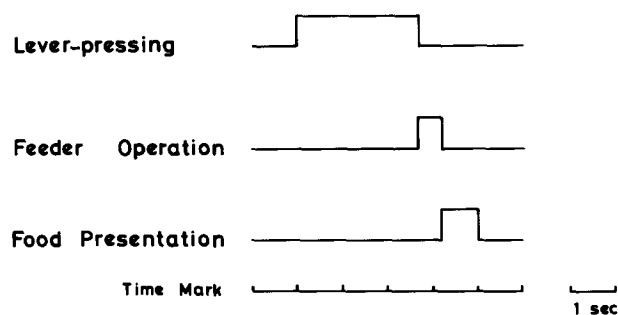 Lever-pressing
Feeder Operation
Food Presentation
Time Mark
1 sec